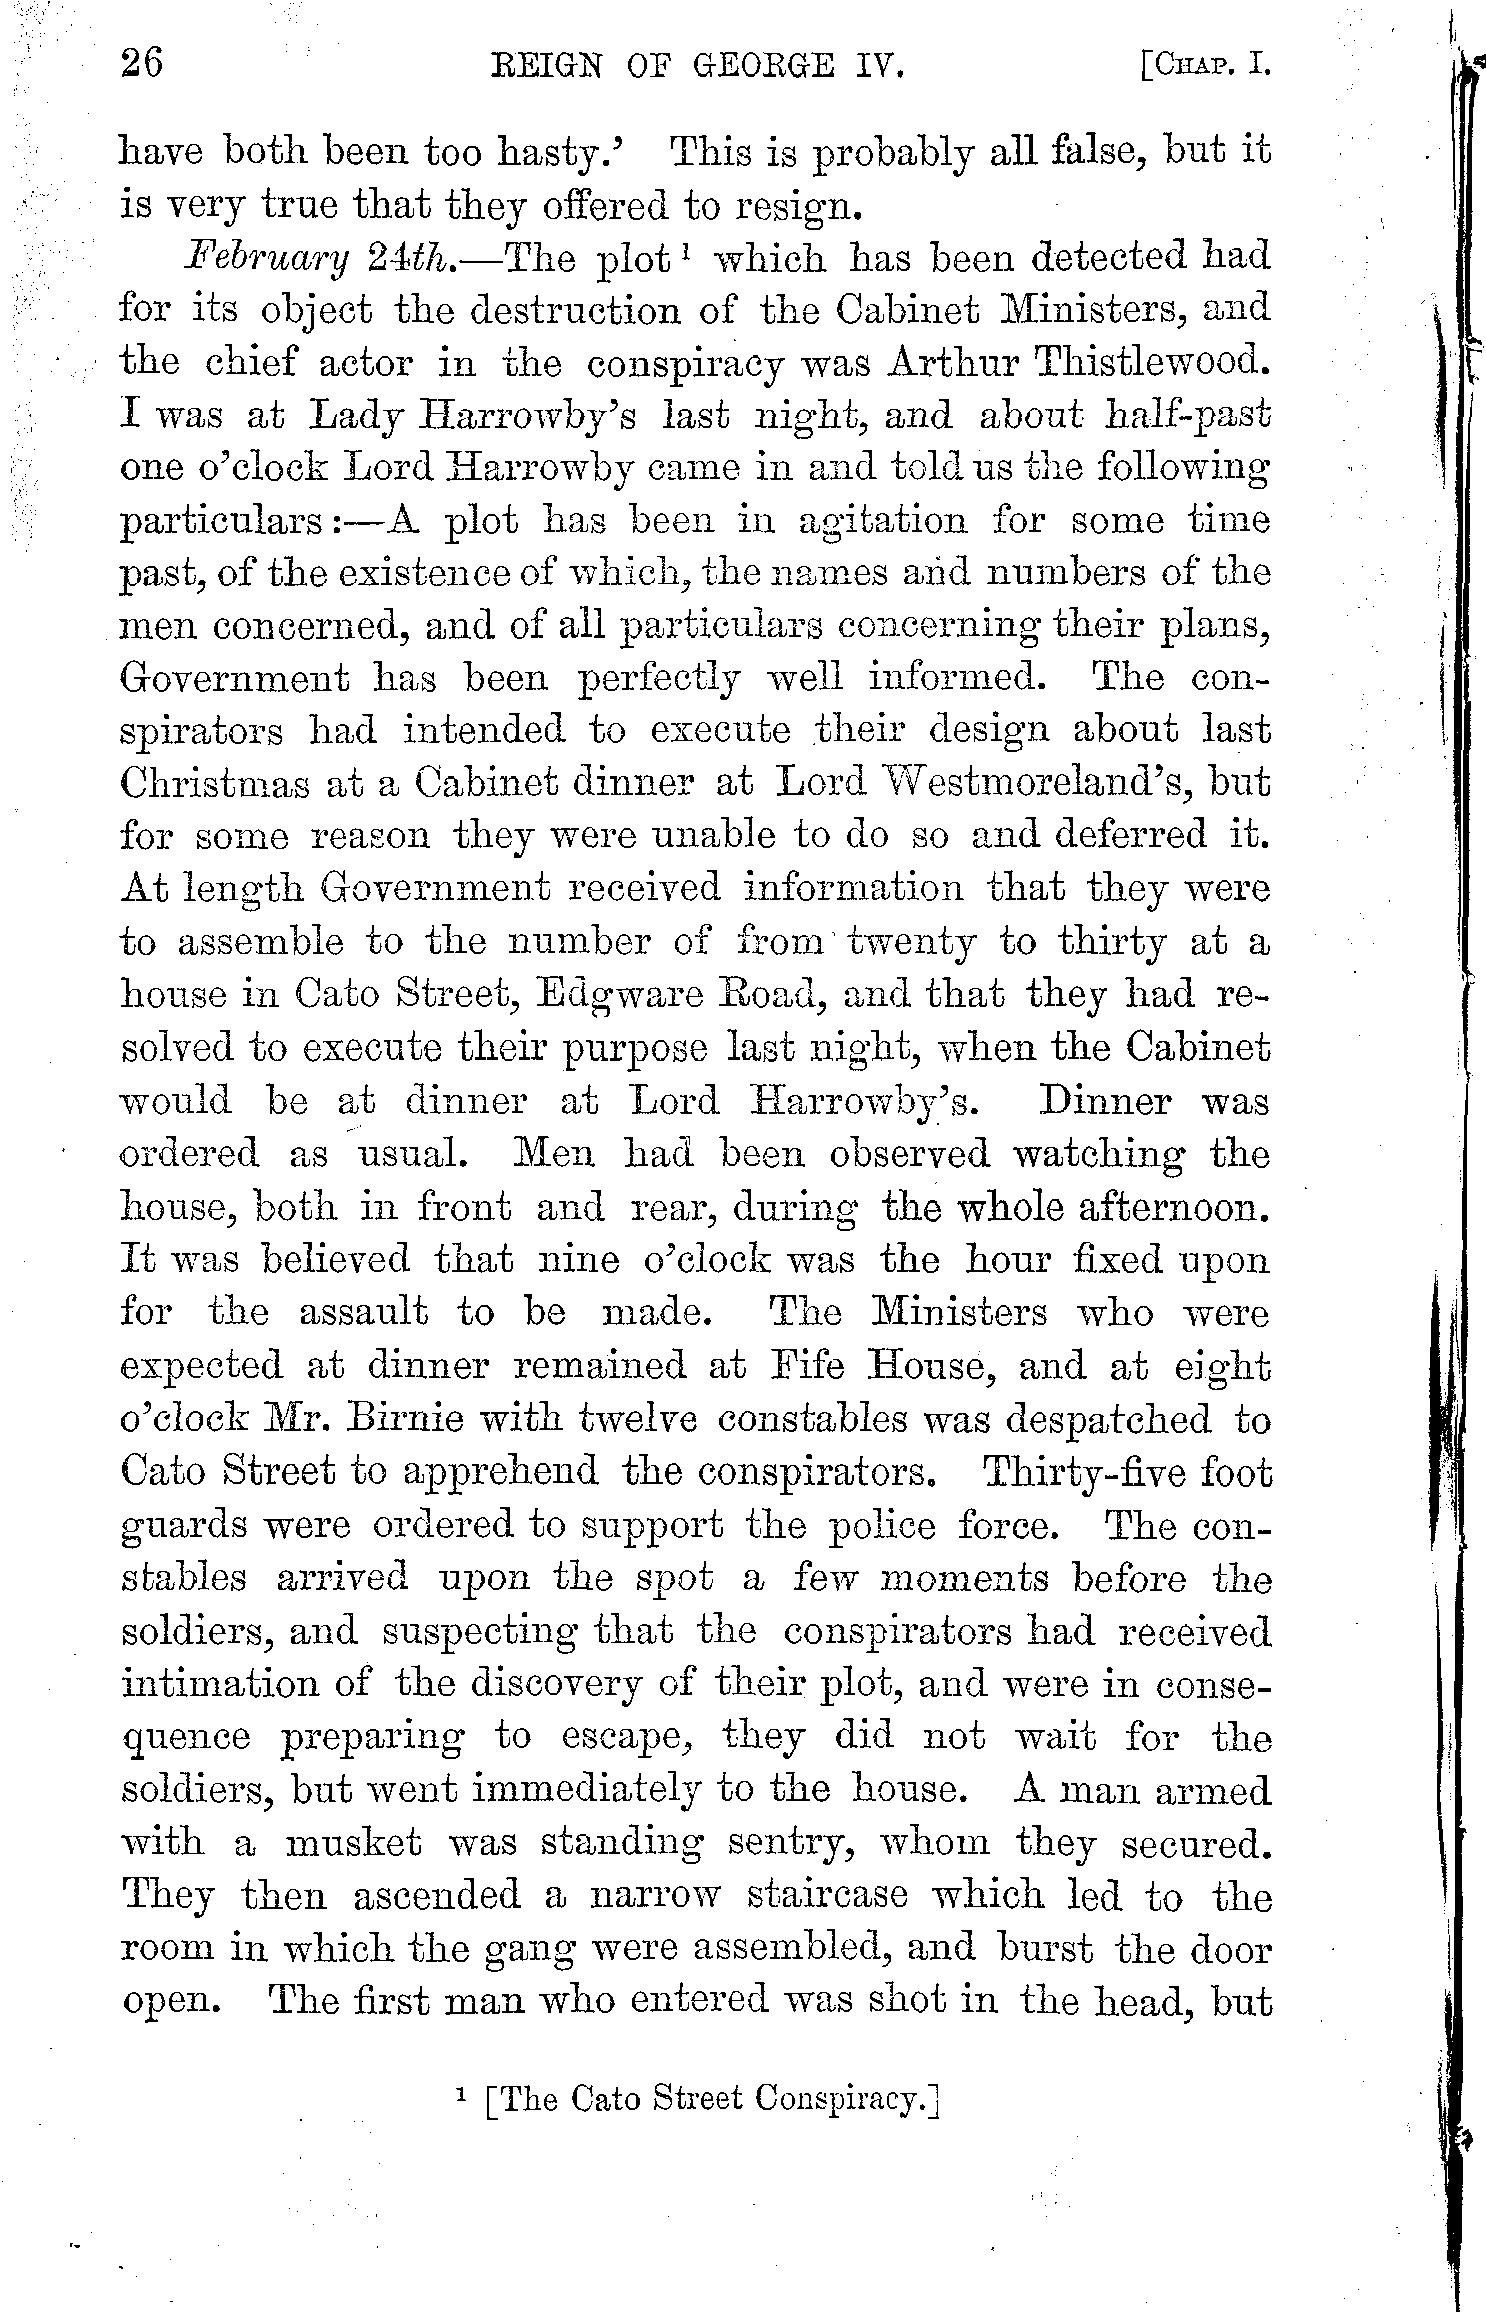 26 REIGN OF GEORGE IV. [CHAP. I.
have both been too hasty.’ This is probably all false, but it
is very true that they offered to resign.
February 24th.—The plot ¹ which has been detected had
for its object the destruction of the Cabinet Ministers, and
the chief actor in the conspiracy was Arthur Thistlewood.
I was at Lady Harrowby’s last night, and about half-past
one o’clock Lord Harrowby came in and told us the following
particulars:—A plot has been in agitation for some time
past, of the existence of which, the names and numbers of the
men concerned, and of all particulars concerning their plans,
Government has been perfectly well informed. The con-
spirators had intended to execute their design about last
Christmas at a Cabinet dinner at Lord Westmoreland’s, but
for some reason they were unable to do so and deferred it.
At length Government received information that they were
to assemble to the number of from twenty to thirty at a
house in Cato Street, Edgware Road, and that they had re-
solved to execute their purpose last night, when the Cabinet
would be at dinner at Lord Harrowby’s. Dinner was
ordered as usual. Men had been observed watching the
house, both in front and rear, during the whole afternoon.
It was believed that nine o’clock was the hour fixed upon
for the assault to be made. The Ministers who were
expected at dinner remained at Fife House, and at eight
o’clock Mr. Birnie with twelve constables was despatched to
Cato Street to apprehend the conspirators. Thirty-five foot
guards were ordered to support the police force. The con-
stables arrived upon the spot a few moments before the
soldiers, and suspecting that the conspirators had received
intimation of the discovery of their plot, and were in conse-
quence preparing to escape, they did not wait for the
soldiers, but went immediately to the house. A man armed
with a musket was standing sentry, whom they secured.
They then ascended a narrow staircase which led to the
room in which the gang were assembled, and burst the door
open. The first man who entered was shot in the head, but
¹ [The Cato Street Conspiracy.]